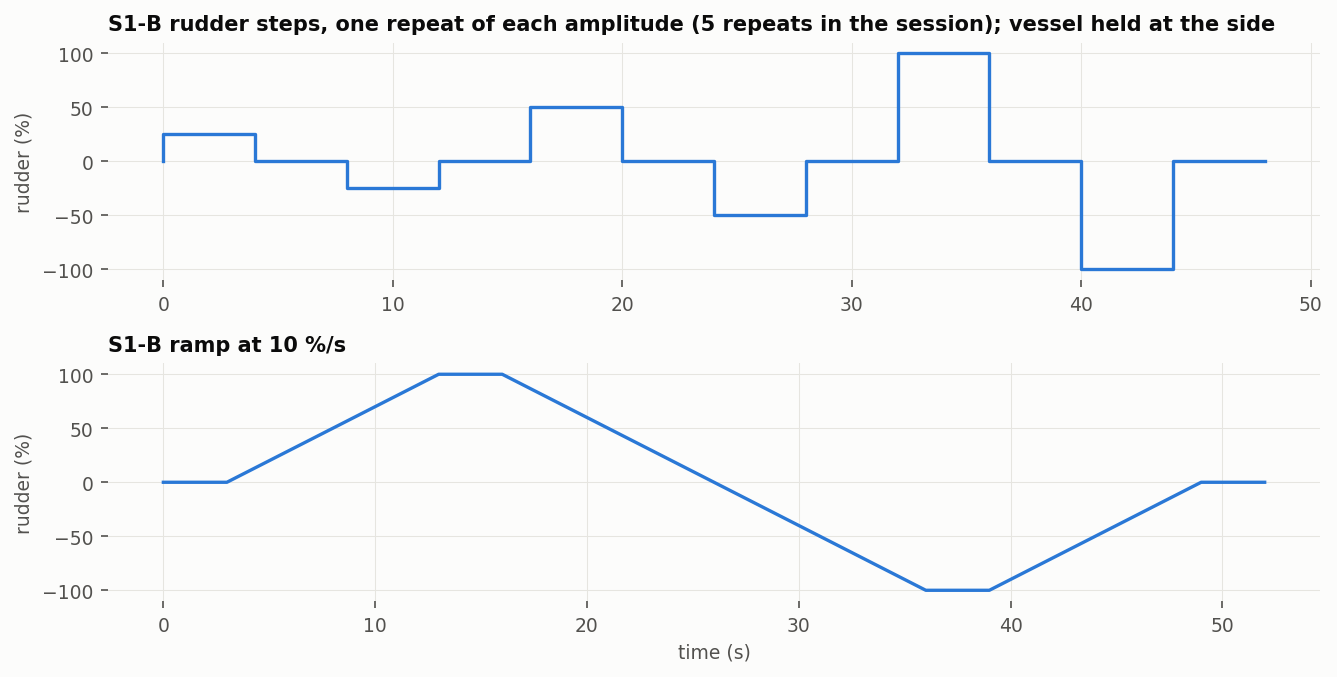 S1-B rudder steps, one repeat of each amplitude (5 repeats in the session); vessel held at the side
rudder (%)
100
50
0
−50
−100
0 10 20 30 40 50
S1-B ramp at 10 %/s
rudder (%)
100
50
0
−50
−100
0 10 20 30 40 50
time (s)